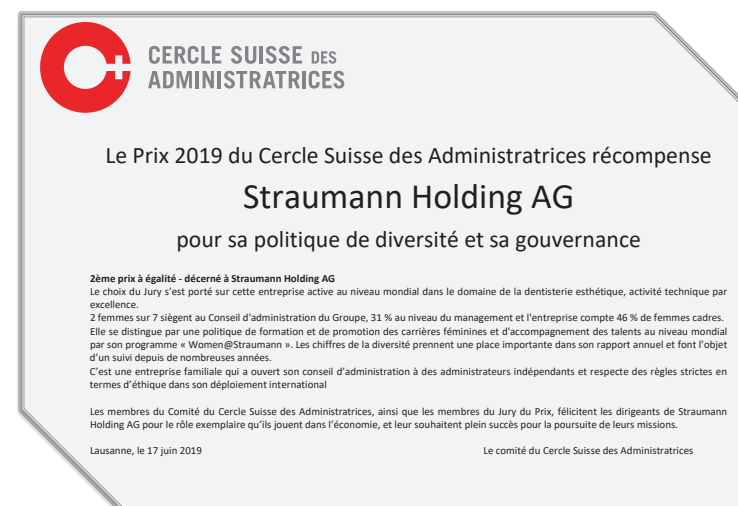 CERCLE SUISSE DES
ADMINISTRATRICES
Le Prix 2019 du Cercle Suisse des Administratrices récompense
Straumann Holding AG
pour sa politique de diversité et sa gouvernance
2ème prix à égalité - décerné à Straumann Holding AG
Le choix du Jury s'est porté sur cette entreprise active au niveau mondial dans le domaine de la dentisterie esthétique, activité technique par
excellence.
2 femmes sur 7 siègent au Conseil d'administration du Groupe, 31 % au niveau du management et l'entreprise compte 46 % de femmes cadres.
Elle se distingue par une politique de formation et de promotion des carrières féminines et d'accompagnement des talents au niveau mondial
par son programme « Women@Straumann ». Les chiffres de la diversité prennent une place importante dans son rapport annuel et font l'objet
d'un suivi depuis de nombreuses années.
C'est une entreprise familiale qui a ouvert son conseil d'administration à des administrateurs indépendants et respecte des règles strictes en
termes d'éthique dans son déploiement international
Les membres du Comité du Cercle Suisse des Administratrices, ainsi que les membres du Jury du Prix, félicitent les dirigeants de Straumann
Holding AG pour le rôle exemplaire qu'ils jouent dans l'économie, et leur souhaitent plein succès pour la poursuite de leurs missions.
Lausanne, le 17 juin 2019 Le comité du Cercle Suisse des Administratrices